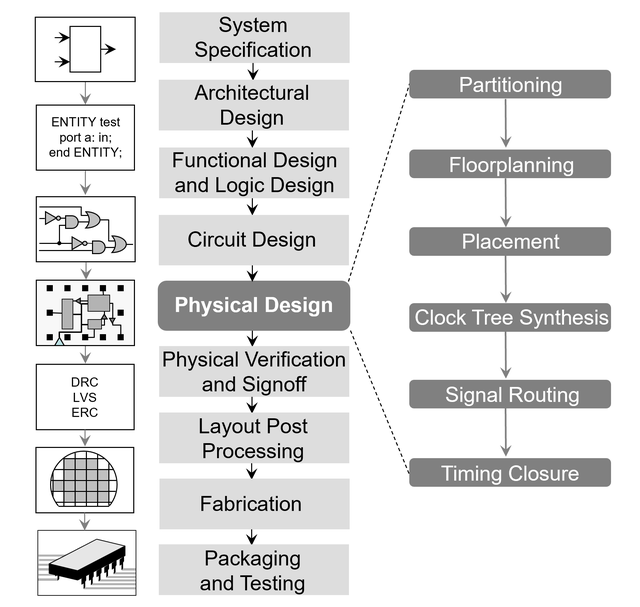 ENTITY test
port a: in;
end ENTITY;
DRC
LVS
ERC
System
Specification
Architectural
Design
Functional Design
and Logic Design
Circuit Design
Physical Design
Physical Verification
and Signoff
Layout Post
Processing
Fabrication
Packaging
and Testing
Partitioning
Floorplanning
Placement
Clock Tree Synthesis
Signal Routing
Timing Closure